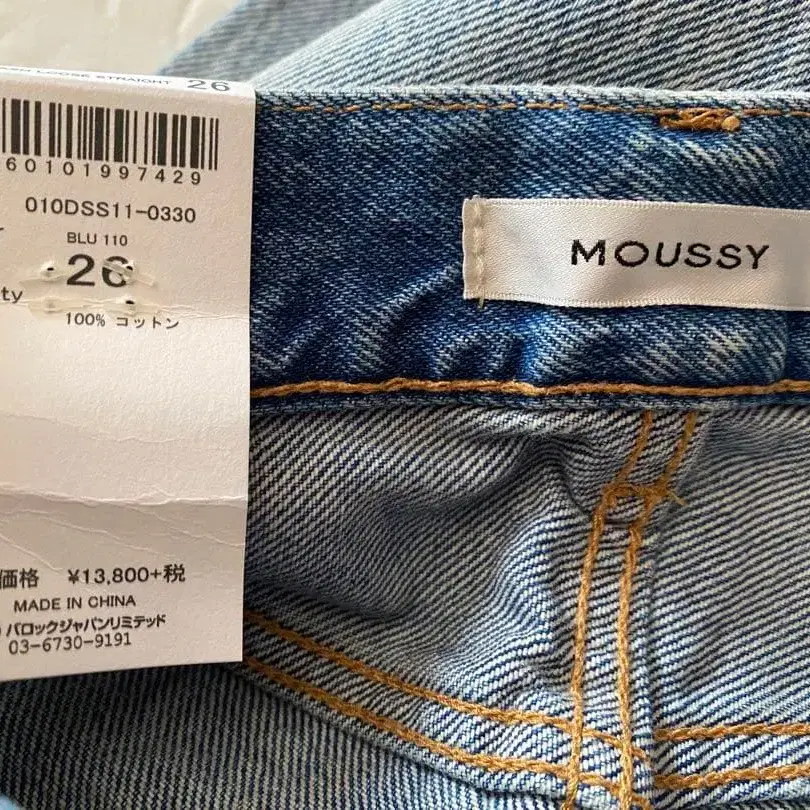 LOOSE STRAIGHT 26
60101997429
010DSS11-0330
BLU 110
26
ty
100% コットン
価格 ¥13,800+税
MADE IN CHINA
バロックジャパンリミテッド
03-6730-9191
MOUSSY